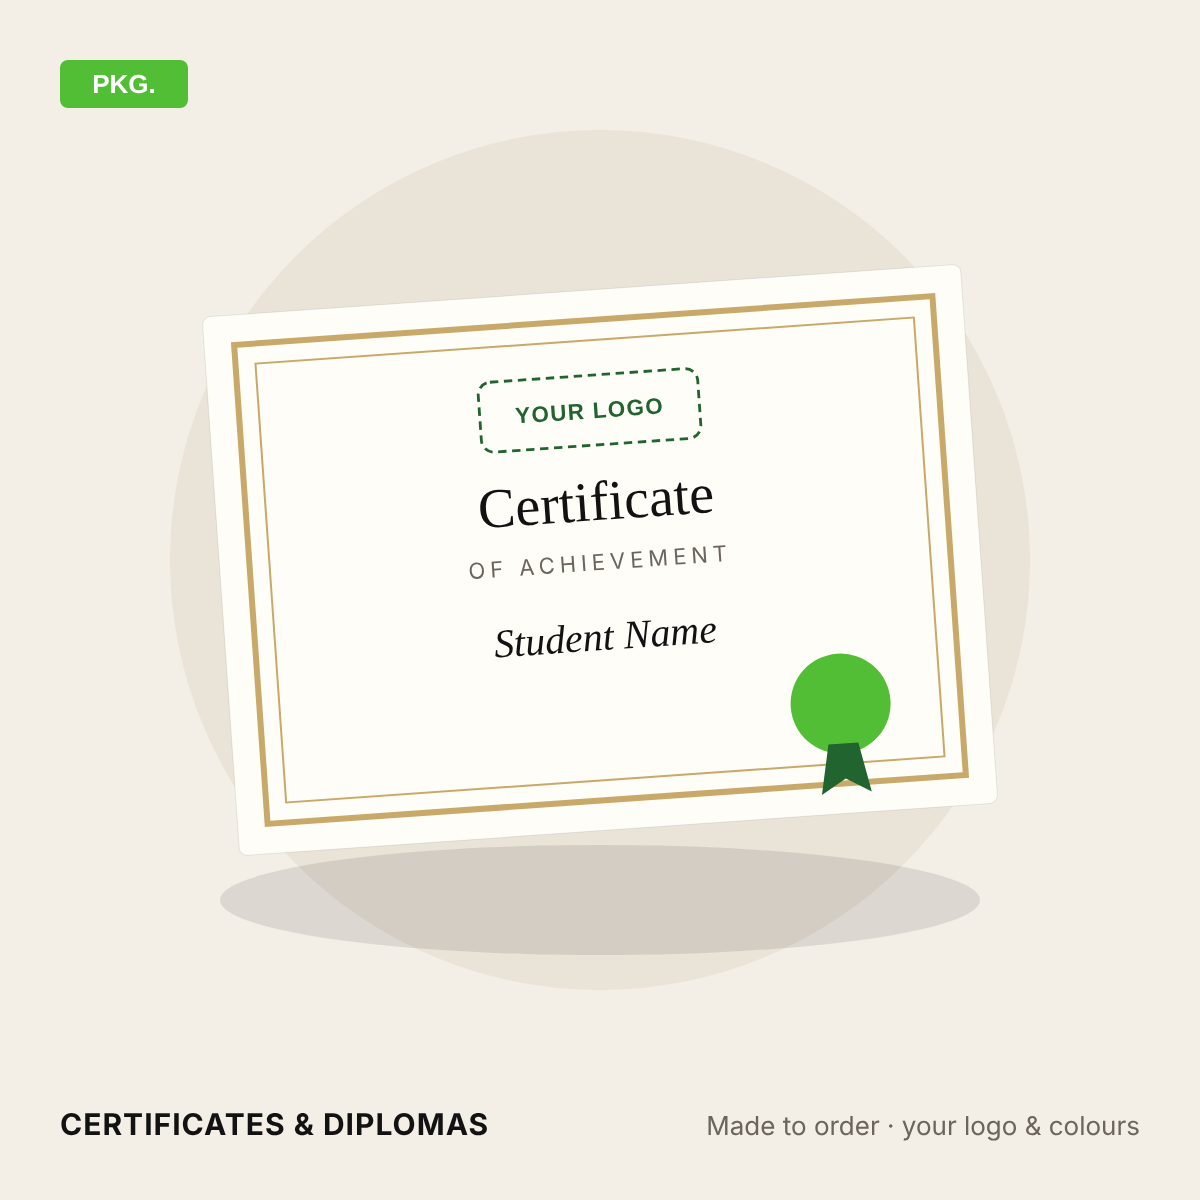 PKG.
YOUR LOGO
Certificate
OF ACHIEVEMENT
Student Name
CERTIFICATES & DIPLOMAS
Made to order · your logo & colours